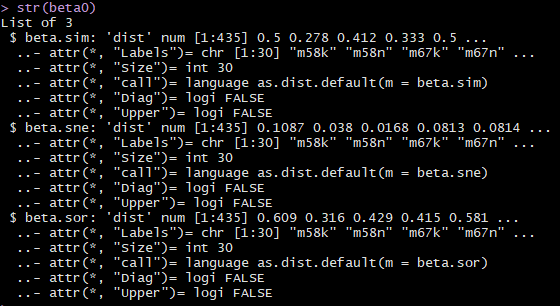 > str(beta0)
List of 3
 $ beta.sim: 'dist' num [1:435] 0.5 0.278 0.412 0.333 0.5 ...
  ..- attr(*, "Labels")= chr [1:30] "m58k" "m58n" "m67k" "m67n" ...
  ..- attr(*, "Size")= int 30
  ..- attr(*, "call")= language as.dist.default(m = beta.sim)
  ..- attr(*, "Diag")= logi FALSE
  ..- attr(*, "Upper")= logi FALSE
 $ beta.sne: 'dist' num [1:435] 0.1087 0.038 0.0168 0.0813 0.0814 ...
  ..- attr(*, "Labels")= chr [1:30] "m58k" "m58n" "m67k" "m67n" ...
  ..- attr(*, "Size")= int 30
  ..- attr(*, "call")= language as.dist.default(m = beta.sne)
  ..- attr(*, "Diag")= logi FALSE
  ..- attr(*, "Upper")= logi FALSE
 $ beta.sor: 'dist' num [1:435] 0.609 0.316 0.429 0.415 0.581 ...
  ..- attr(*, "Labels")= chr [1:30] "m58k" "m58n" "m67k" "m67n" ...
  ..- attr(*, "Size")= int 30
  ..- attr(*, "call")= language as.dist.default(m = beta.sor)
  ..- attr(*, "Diag")= logi FALSE
  ..- attr(*, "Upper")= logi FALSE